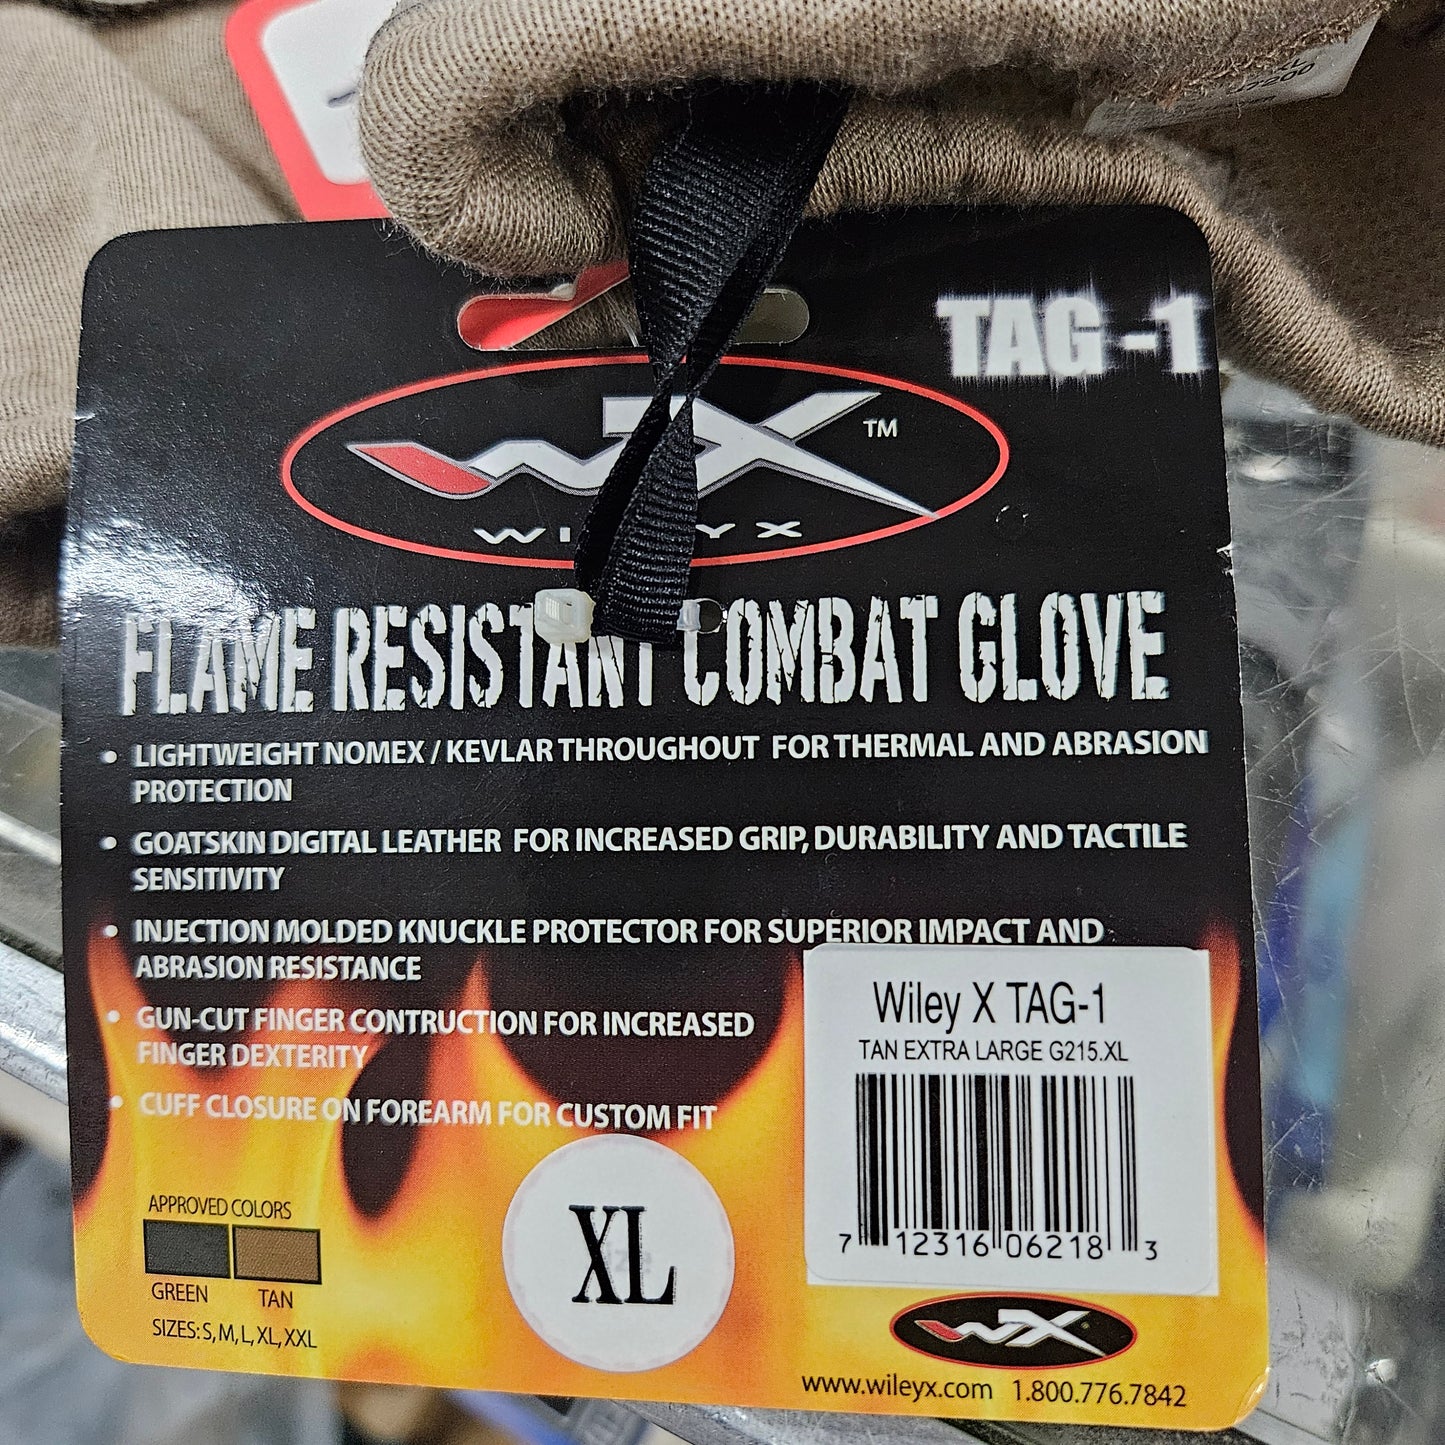 7200
TAG-1
WX™
WILEY X
FLAME RESISTANT COMBAT GLOVE
• LIGHTWEIGHT NOMEX / KEVLAR THROUGHOUT FOR THERMAL AND ABRASION
PROTECTION
• GOATSKIN DIGITAL LEATHER FOR INCREASED GRIP, DURABILITY AND TACTILE
SENSITIVITY
• INJECTION MOLDED KNUCKLE PROTECTOR FOR SUPERIOR IMPACT AND
ABRASION RESISTANCE
• GUN-CUT FINGER CONTRUCTION FOR INCREASED
FINGER DEXTERITY
• CUFF CLOSURE ON FOREARM FOR CUSTOM FIT
Wiley X TAG-1
TAN EXTRA LARGE G215.XL
7 12316 06218 3
APPROVED COLORS
GREEN TAN
SIZES: S, M, L, XL, XXL
XL
WX
www.wileyx.com 1.800.776.7842